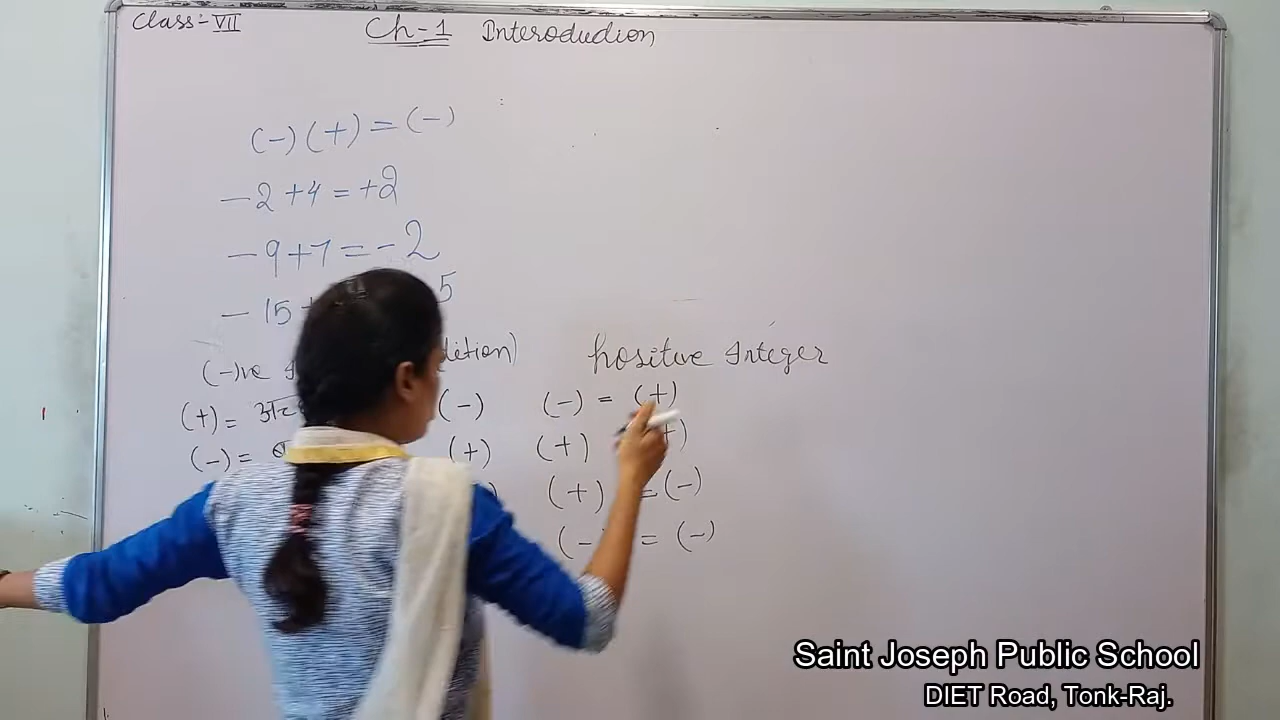 Class:- VII
Ch-1 Interodudion
(-) (+) = (-)
-2 +4 = +2
-9 +7 = -2
-15 + 5
(-)ve
positive Integer
(+) = (-) (-) = (+)
(-) = (+) (+) (+)
(+) = (-)
(-) = (-)
Saint Joseph Public School
DIET Road, Tonk-Raj.